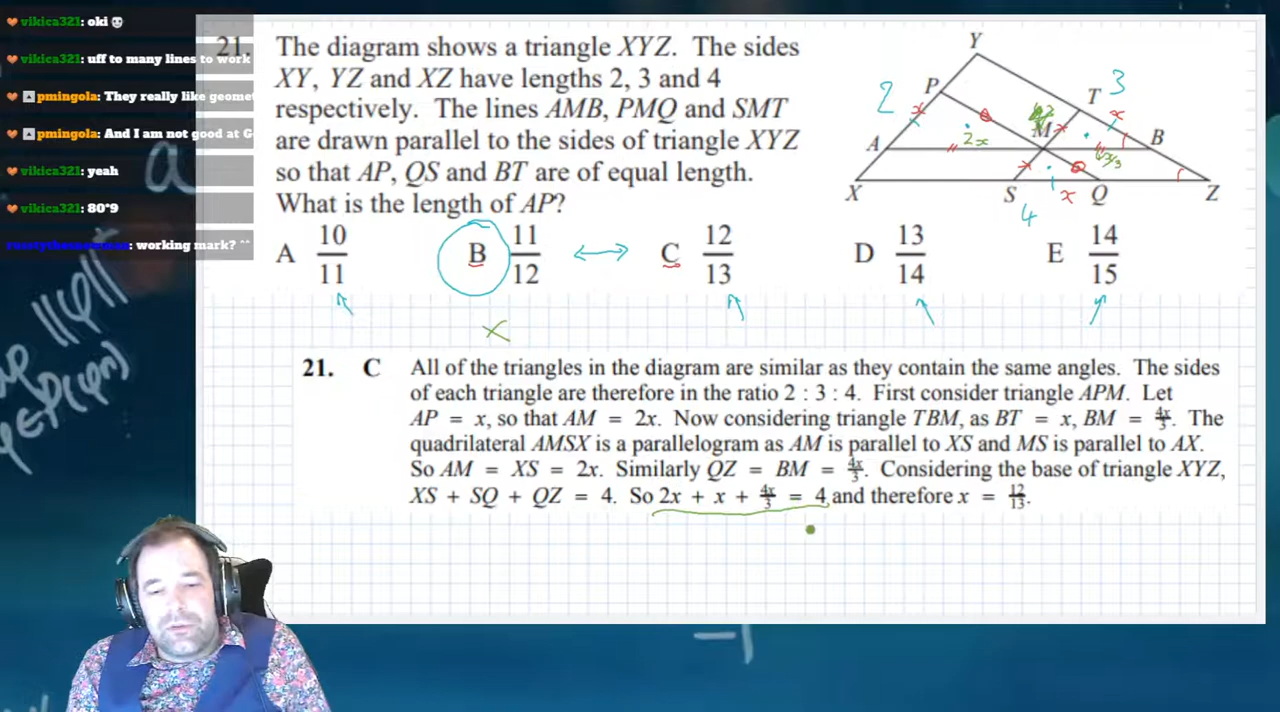 vikica321: oki
vikica321: uff to many lines to work
pmingola: They really like geomet
pmingola: And I am not good at G
vikica321: yeah
vikica321: 80*9
: working mark? ^^
21. The diagram shows a triangle XYZ. The sides
XY, YZ and XZ have lengths 2, 3 and 4
respectively. The lines AMB, PMQ and SMT
are drawn parallel to the sides of triangle XYZ
so that AP, QS and BT are of equal length.
What is the length of AP?
Y
P
T
M
B
A
X
S
Q
Z
2
3
4
x
2x
x
A 10/11 B 11/12 C 12/13 D 13/14 E 14/15
21. C All of the triangles in the diagram are similar as they contain the same angles. The sides
of each triangle are therefore in the ratio 2 : 3 : 4. First consider triangle APM. Let
AP = x, so that AM = 2x. Now considering triangle TBM, as BT = x, BM = 4x/3. The
quadrilateral AMSX is a parallelogram as AM is parallel to XS and MS is parallel to AX.
So AM = XS = 2x. Similarly QZ = BM = 4x/3. Considering the base of triangle XYZ,
XS + SQ + QZ = 4. So 2x + x + 4x/3 = 4 and therefore x = 12/13.
-1